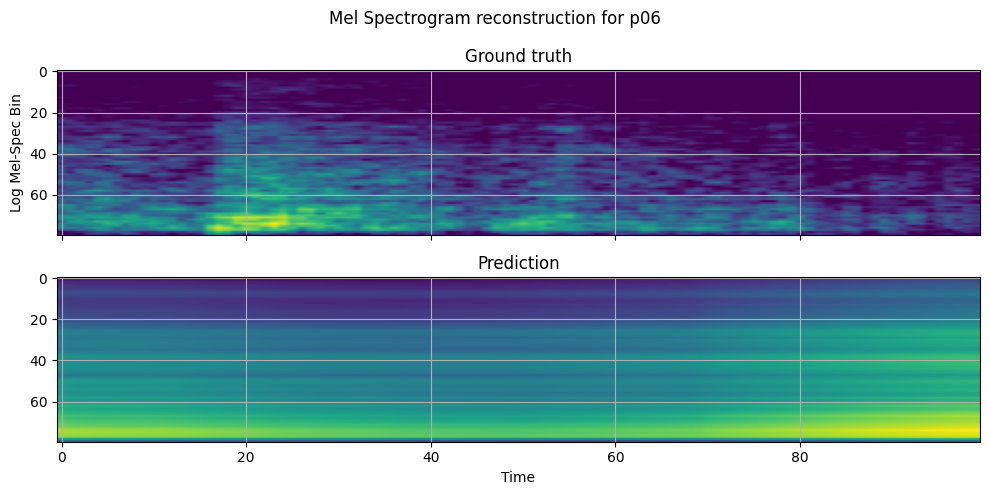 Mel Spectrogram reconstruction for p06
Ground truth
0
20
40
60
Log Mel-Spec Bin
Prediction
0
20
40
60
0 20 40 60 80
Time